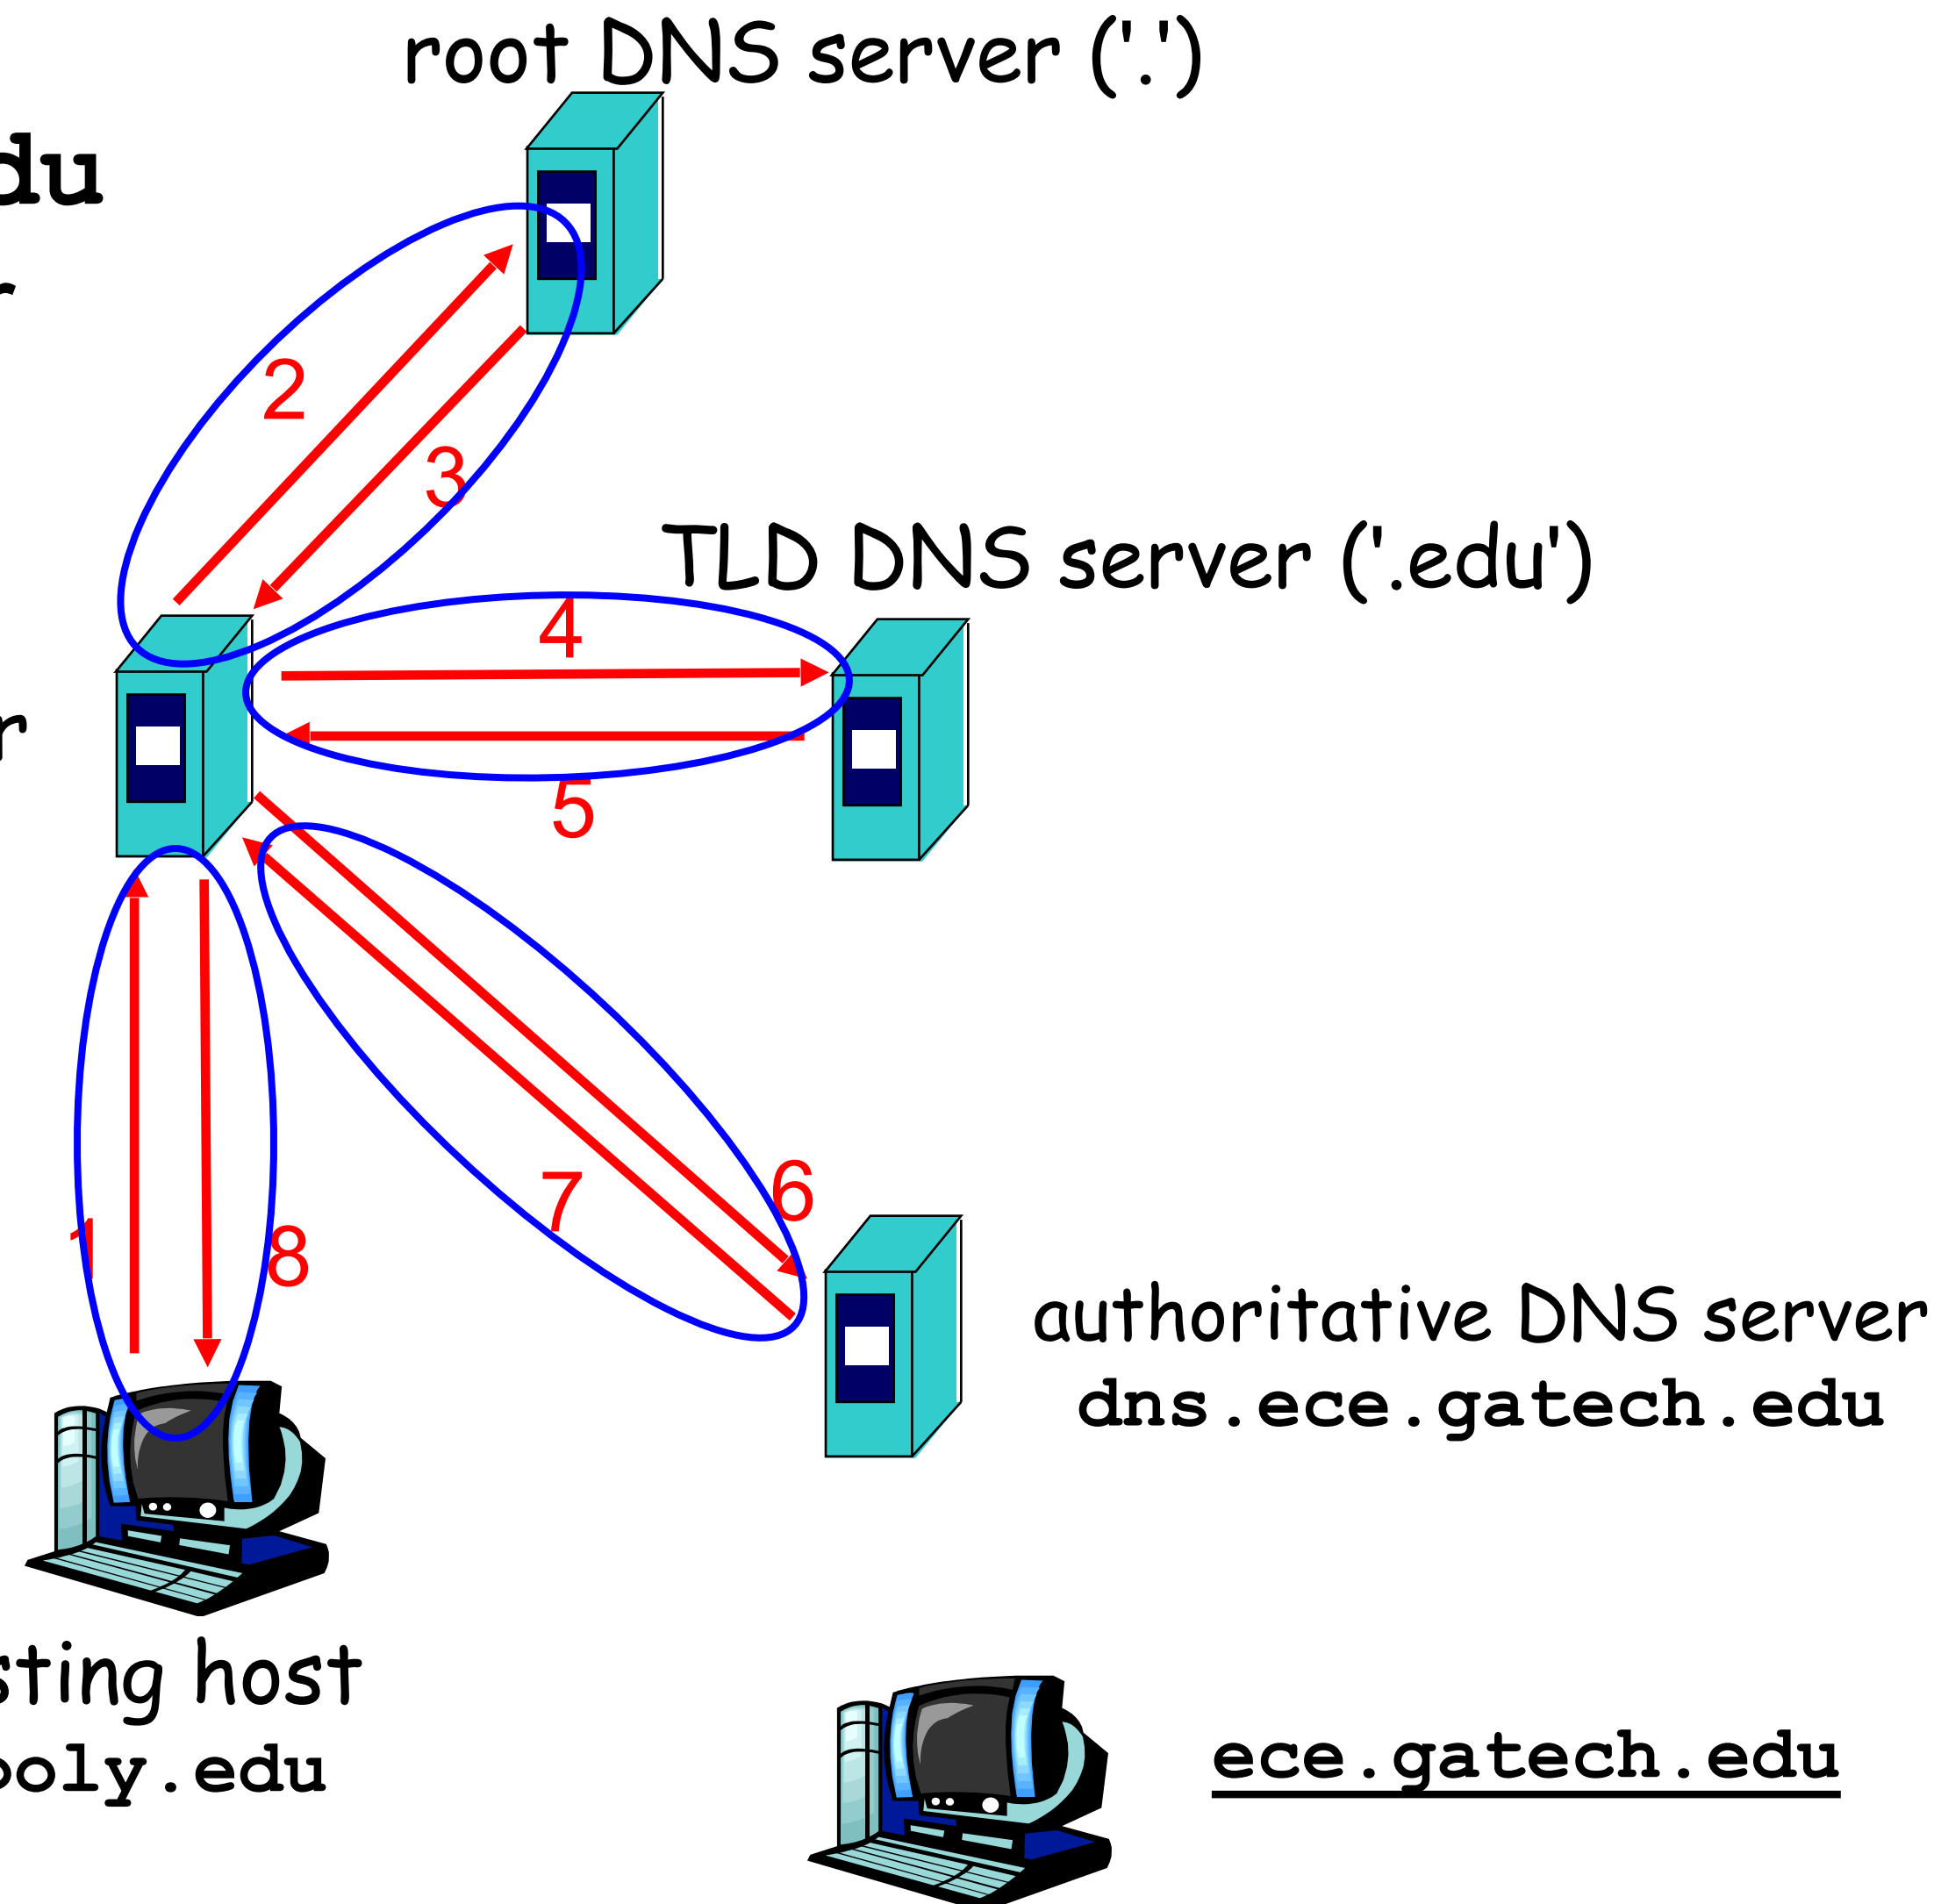 root DNS server ('.')
du
r
2
3
TLD DNS server ('.edu')
4
r
5
7
6
1
8
authoritative DNS server
dns.ece.gatech.edu
sting host
oly.edu
ece.gatech.edu